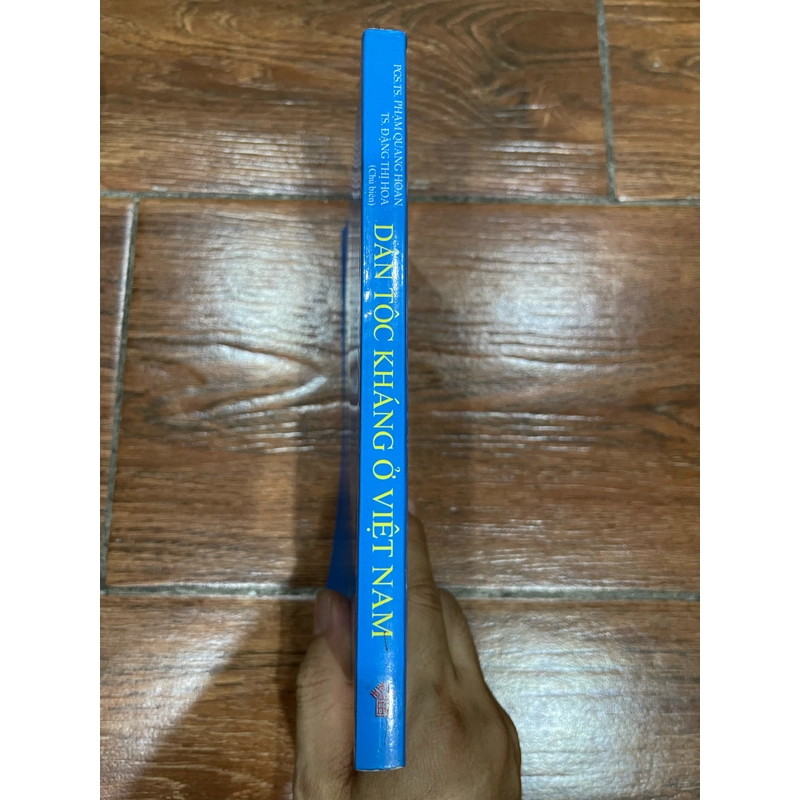 PGS.TS. PHẠM QUANG HOAN
TS. ĐẶNG THỊ HOA
(Chủ biên)
DÂN TỘC KHÁNG Ở VIỆT NAM